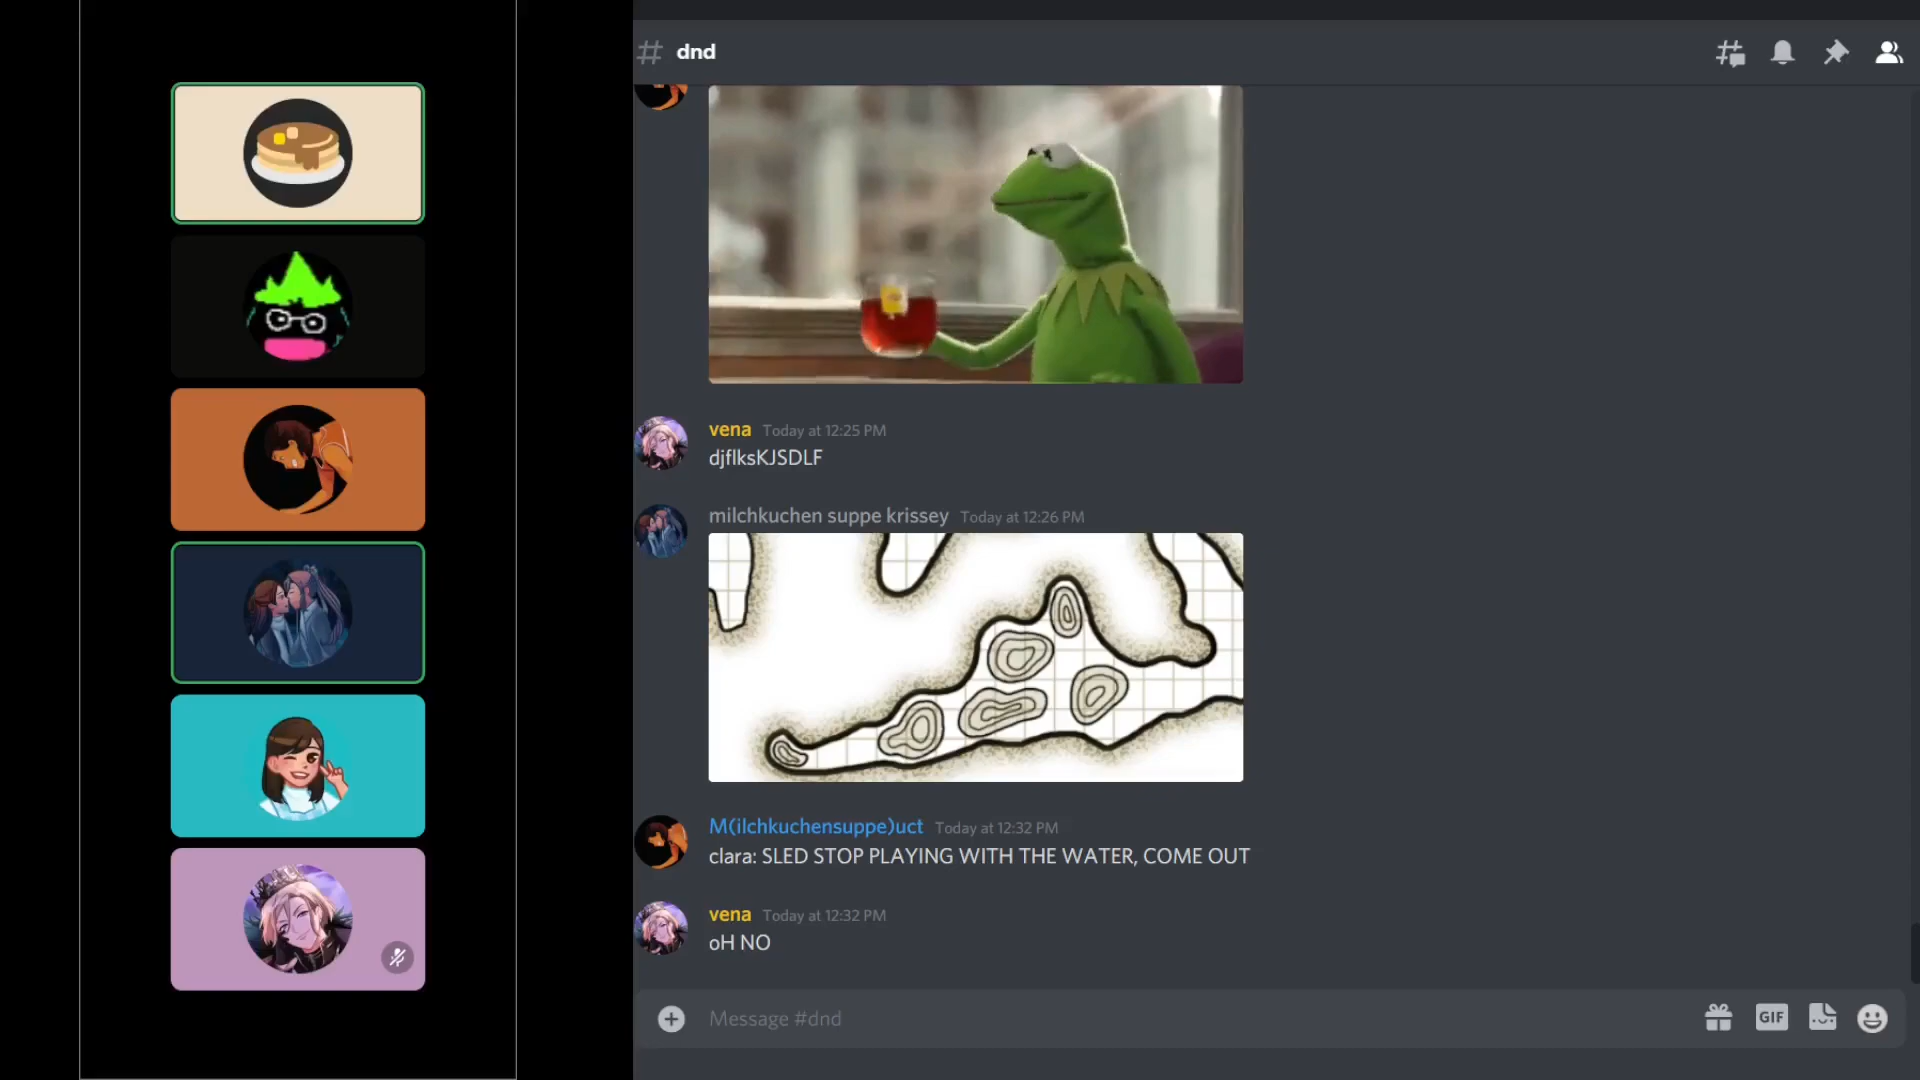 dnd
vena Today at 12:25 PM
djflksKJSDLF
milchkuchen suppe krissey Today at 12:26 PM
M(ilchkuchensuppe)uct Today at 12:32 PM
clara: SLED STOP PLAYING WITH THE WATER, COME OUT
vena Today at 12:32 PM
oH NO
Message #dnd
GIF